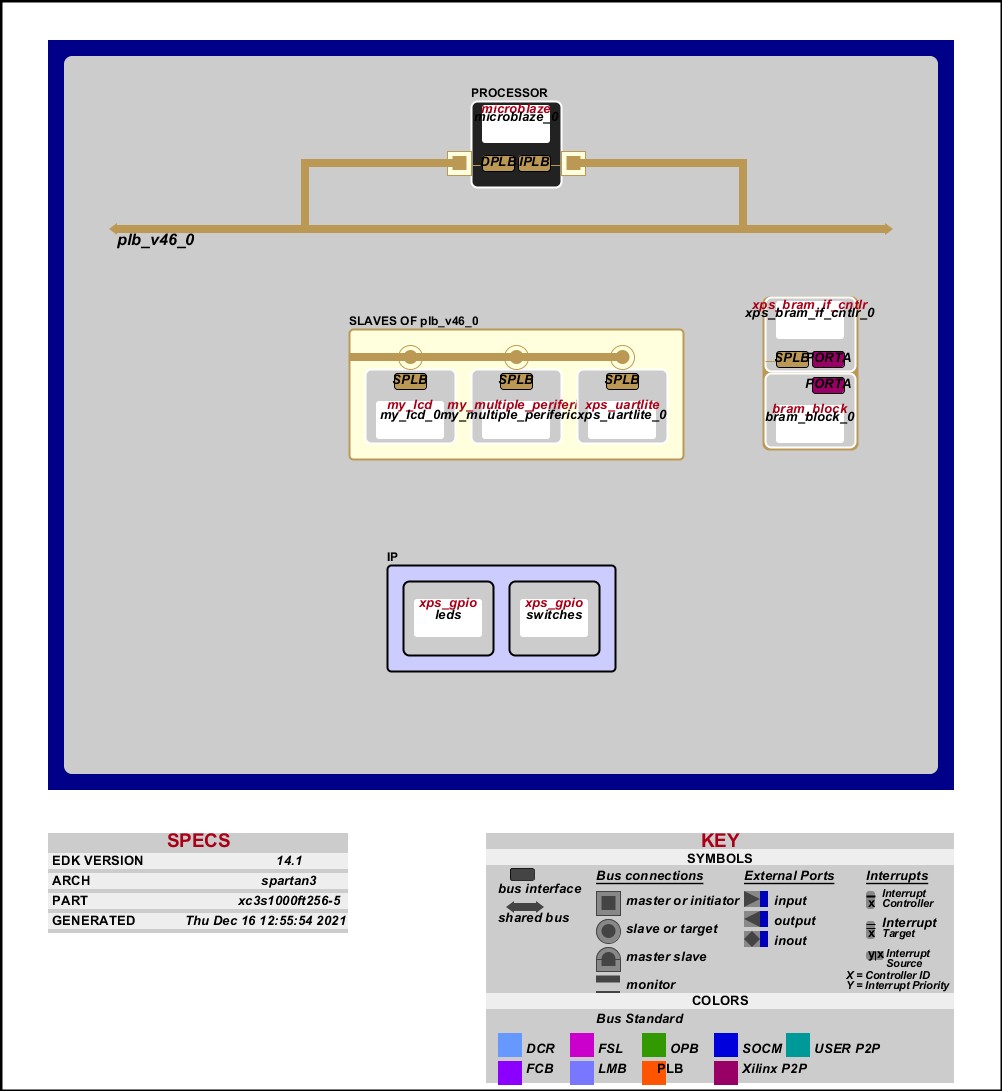 PROCESSOR
microblaze
microblaze_0
DPLB IPLB
plb_v46_0
SLAVES OF plb_v46_0
SPLB SPLB SPLB
my_lcd my_multiple_periferi xps_uartlite
my_lcd_0 my_multiple_periferic xps_uartlite_0
xps_bram_if_cntlr
xps_bram_if_cntlr_0
SPLB PORTA
PORTA
bram_block
bram_block_0
IP
xps_gpio xps_gpio
leds switches
SPECS
EDK VERSION 14.1
ARCH spartan3
PART xc3s1000ft256-5
GENERATED Thu Dec 16 12:55:54 2021
KEY
SYMBOLS
bus interface
shared bus
Bus connections
master or initiator
slave or target
master slave
monitor
External Ports
input
output
inout
Interrupts
x Interrupt
Controller
x Interrupt
Target
y x Interrupt
Source
X = Controller ID
Y = Interrupt Priority
COLORS
Bus Standard
DCR FSL OPB SOCM USER P2P
FCB LMB PLB Xilinx P2P